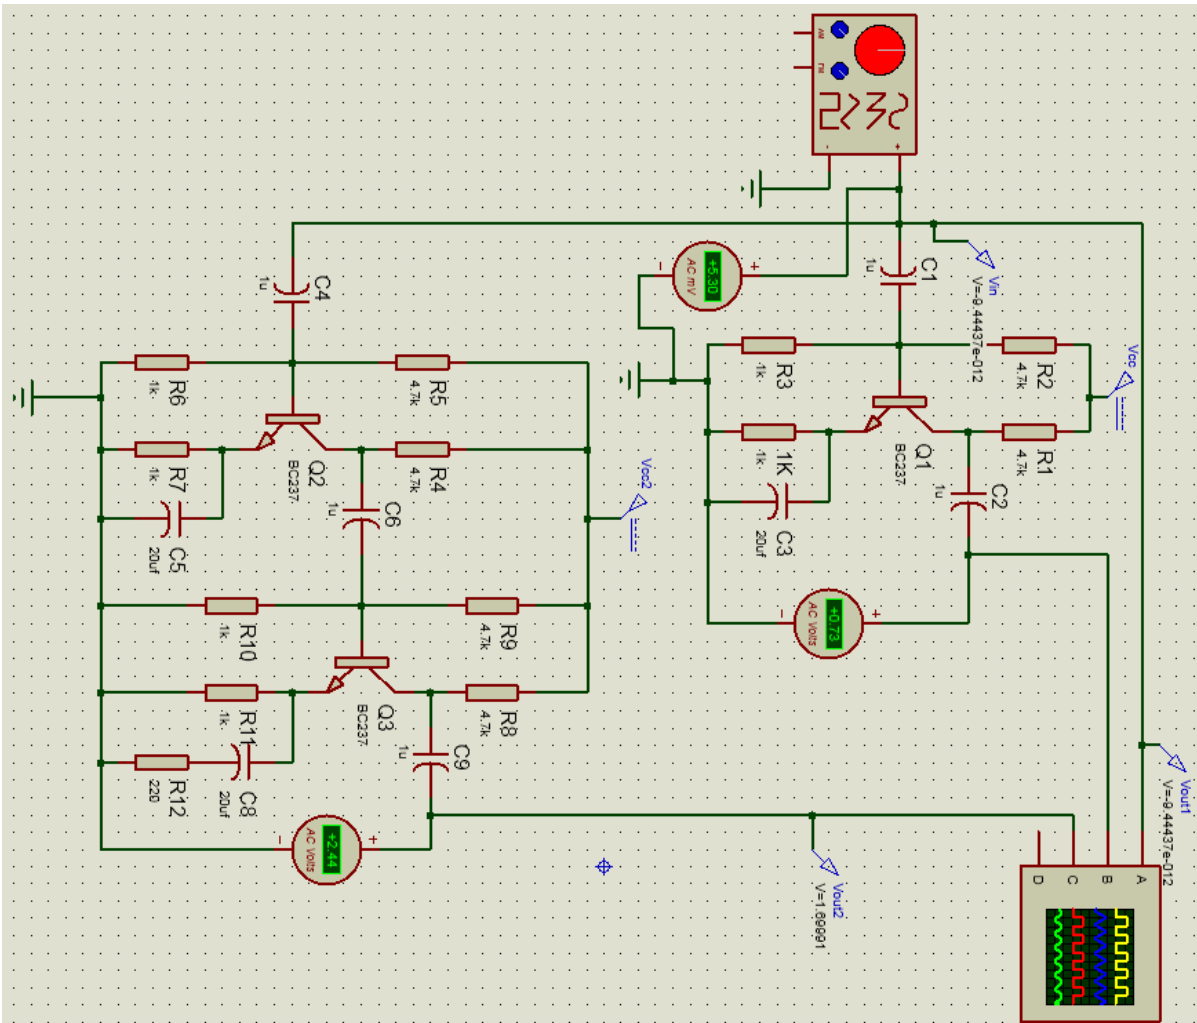 AM
FM
-
+
Vin
V=-9.44437e-012
C1
1u
+5.30
AC mV
-
+
C4
1u
Vcc
R3
1k
R2
4.7k
R6
1k
R5
4.7k
Q1
BC237
1K
1k
R1
4.7k
C2
1u
C3
20uf
Q2
BC237
R7
1k
R4
4.7k
Vcc2
C6
1u
C5
20uf
+0.73
AC Volts
-
+
R10
1k
R9
4.7k
Q3
BC237
R11
1k
R8
4.7k
C9
1u
R12
220
C8
20uf
Vout1
V=-9.44437e-012
+2.44
AC Volts
-
+
Vout2
V=1.69991
A
B
C
D